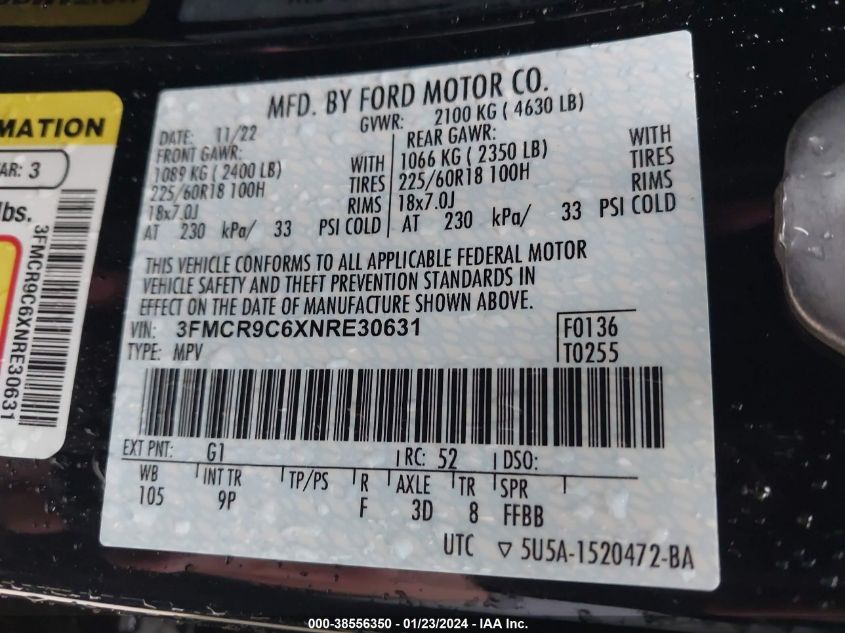 MFD. BY FORD MOTOR CO.
DATE: 11/22
GVWR: 2100 KG ( 4630 LB)
FRONT GAWR:
1089 KG ( 2400 LB)
WITH
225/60R18 100H
TIRES
18x7.0J
RIMS
AT 230 kPa/ 33 PSI COLD
REAR GAWR:
1066 KG ( 2350 LB)
WITH
225/60R18 100H
TIRES
18x7.0J
RIMS
AT 230 kPa/ 33 PSI COLD
THIS VEHICLE CONFORMS TO ALL APPLICABLE FEDERAL MOTOR
VEHICLE SAFETY AND THEFT PREVENTION STANDARDS IN
EFFECT ON THE DATE OF MANUFACTURE SHOWN ABOVE.
VIN: 3FMCR9C6XNRE30631
TYPE: MPV
F0136
T0255
EXT PNT: G1 RC: 52 DSO:
WB INT TR TP/PS R AXLE TR SPR
105 9P F 3D 8 FFBB
UTC ▽ 5U5A-1520472-BA
MATION
AR: 3
lbs.
3FMCR9C6XNRE30631
000-38556350 / 01/23/2024 - IAA Inc.